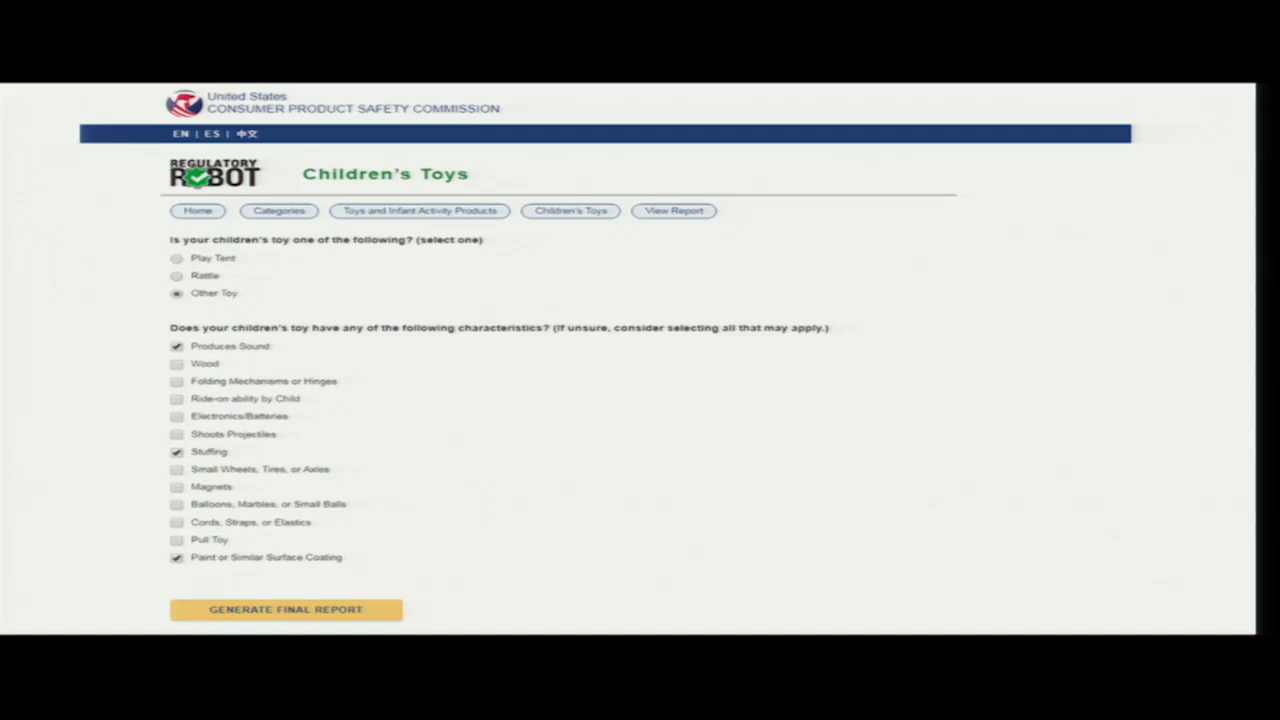 United States
CONSUMER PRODUCT SAFETY COMMISSION
EN | ES | 中文
REGULATORY
ROBOT
Children's Toys
Home
Categories
Toys and Infant Activity Products
Children's Toys
View Report
Is your children's toy one of the following? (select one)
Play Tent
Rattle
Other Toy
Does your children's toy have any of the following characteristics? (If unsure, consider selecting all that may apply.)
Produces Sound
Wood
Folding Mechanisms or Hinges
Ride-on ability by Child
Electronics/Batteries
Shoots Projectiles
Stuffing
Small Wheels, Tires, or Axles
Magnets
Balloons, Marbles, or Small Balls
Cords, Straps, or Elastics
Pull Toy
Paint or Similar Surface Coating
GENERATE FINAL REPORT